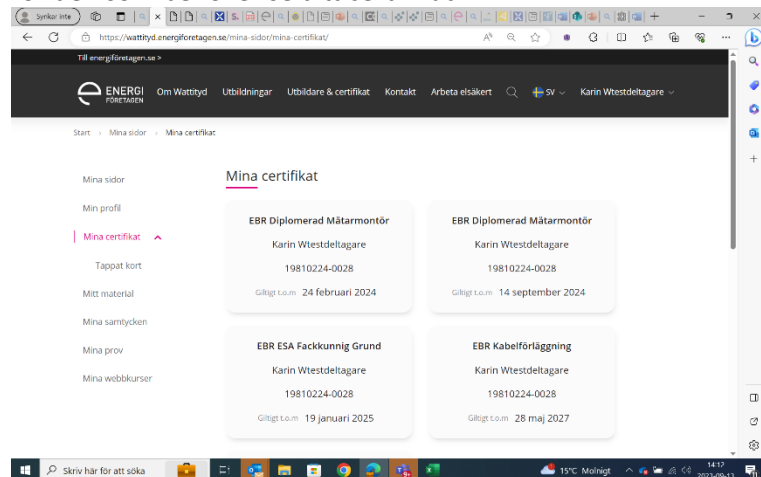 Synkar inte
https://wattityd.energiforetagen.se/mina-sidor/mina-certifikat/
Till energiföretagen.se >
ENERGI
FÖRETAGEN
Om Wattityd Utbildningar Utbildare & certifikat Kontakt Arbeta elsäkert SV Karin Wtestdeltagare
Start > Mina sidor > Mina certifikat
Mina sidor
Min profil
Mina certifikat
Tappat kort
Mitt material
Mina samtycken
Mina prov
Mina webbkurser
Mina certifikat
EBR Diplomerad Mätarmontör
Karin Wtestdeltagare
19810224-0028
Giltigt t.o.m 24 februari 2024
EBR Diplomerad Mätarmontör
Karin Wtestdeltagare
19810224-0028
Giltigt t.o.m 14 september 2024
EBR ESA Fackkunnig Grund
Karin Wtestdeltagare
19810224-0028
Giltigt t.o.m 19 januari 2025
EBR Kabelförläggning
Karin Wtestdeltagare
19810224-0028
Giltigt t.o.m 28 maj 2027
Skriv här för att söka
15°C Molnigt
14:12
2023-09-13